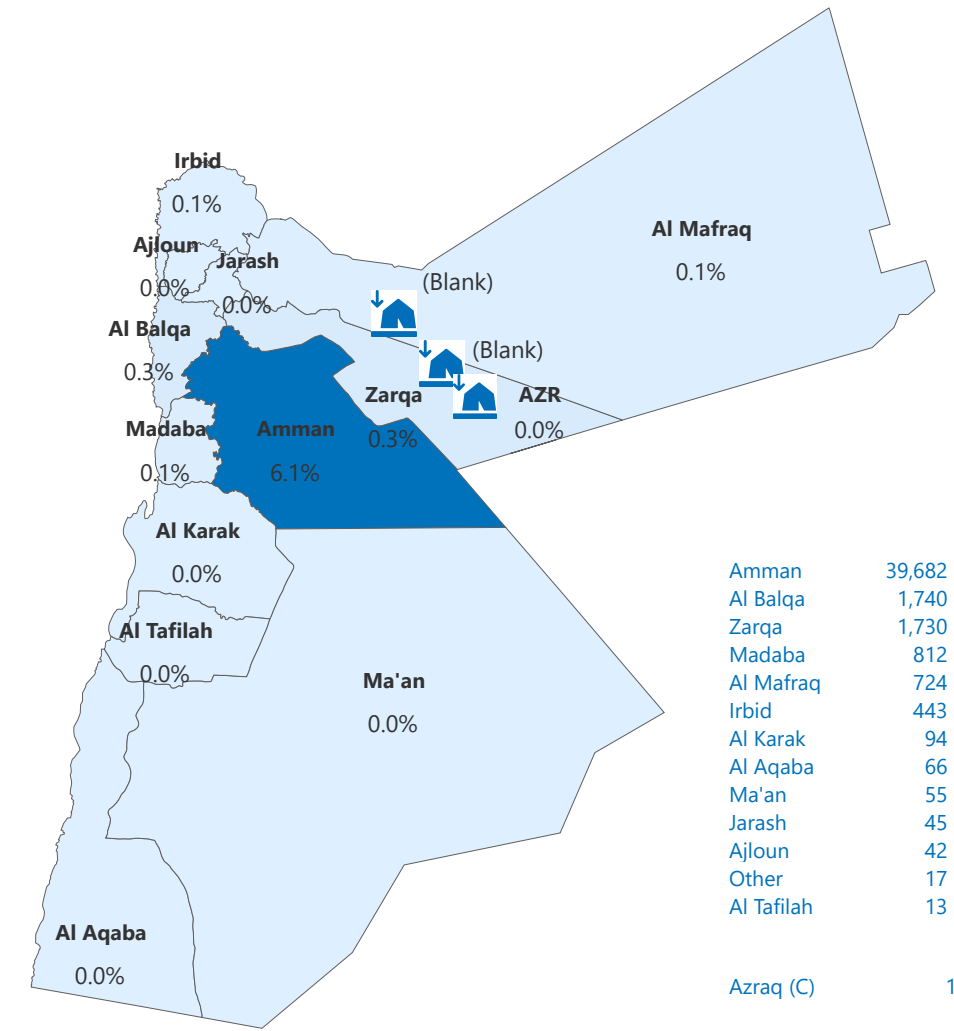 Irbid
0.1%
Al Mafraq
0.1%
Ajloun
0.0%
Jarash
0.0%
(Blank)
Al Balqa
0.3%
(Blank)
Zarqa
0.3%
AZR
0.0%
Madaba
0.1%
Amman
6.1%
Al Karak
0.0%
Al Tafilah
0.0%
Ma'an
0.0%
Al Aqaba
0.0%
Amman 39,682
Al Balqa 1,740
Zarqa 1,730
Madaba 812
Al Mafraq 724
Irbid 443
Al Karak 94
Al Aqaba 66
Ma'an 55
Jarash 45
Ajloun 42
Other 17
Al Tafilah 13
Azraq (C) 1